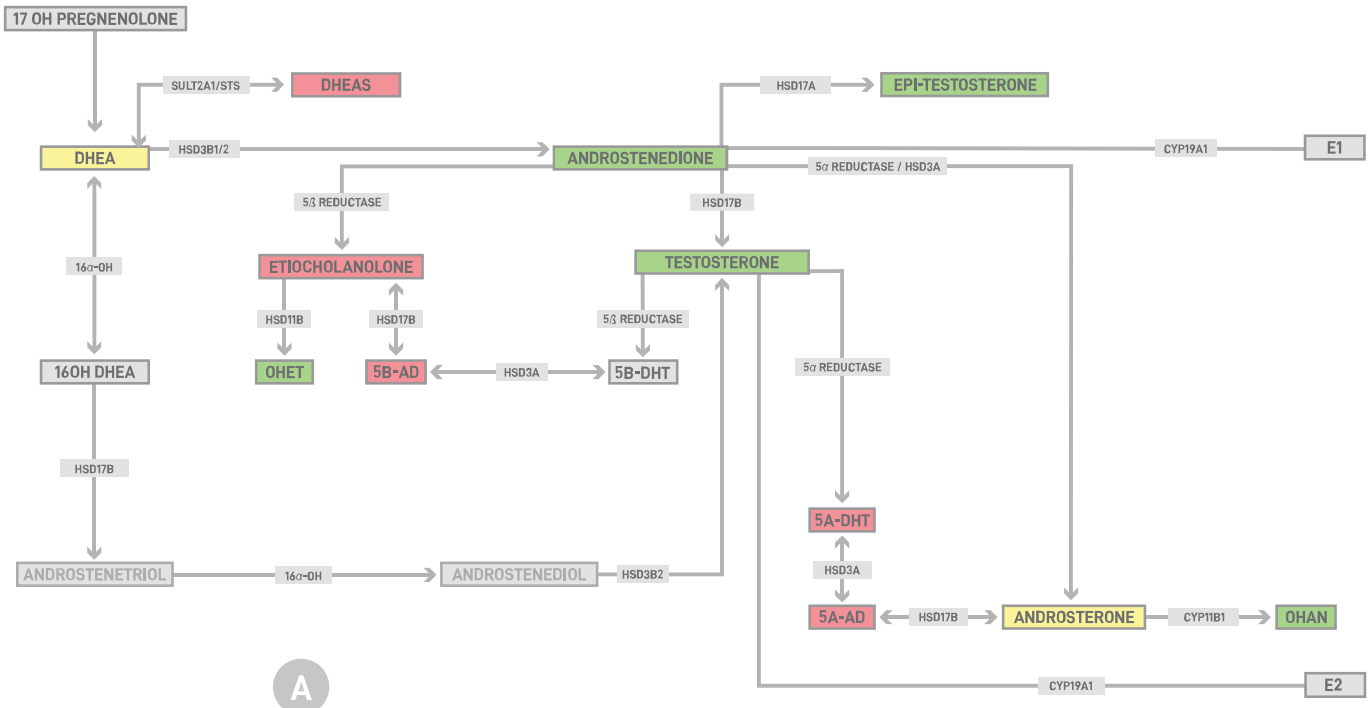 17 OH PREGNENOLONE
SULT2A1/STS
DHEAS
HSD17A
EPI-TESTOSTERONE
DHEA
HSD3B1/2
ANDROSTENEDIONE
CYP19A1
E1
5α REDUCTASE / HSD3A
5ß REDUCTASE
HSD17B
16α-OH
ETIOCHOLANOLONE
TESTOSTERONE
HSD11B
HSD17B
5ß REDUCTASE
5α REDUCTASE
16OH DHEA
OHET
5B-AD
HSD3A
5B-DHT
HSD17B
5A-DHT
HSD3A
ANDROSTENETRIOL
16α-OH
ANDROSTENEDIOL
HSD3B2
5A-AD
HSD17B
ANDROSTERONE
CYP11B1
OHAN
A
CYP19A1
E2